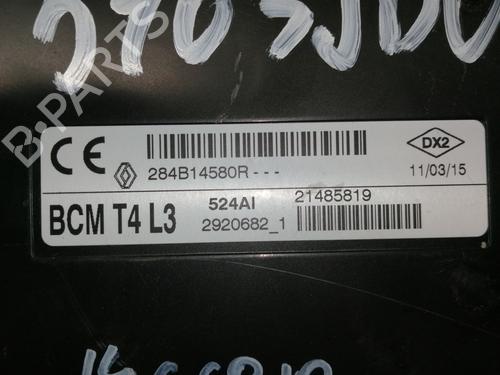 B-PARTS
CE
284B14580R---
DX2
11/03/15
BCM T4 L3
524AI
21485819
2920682_1